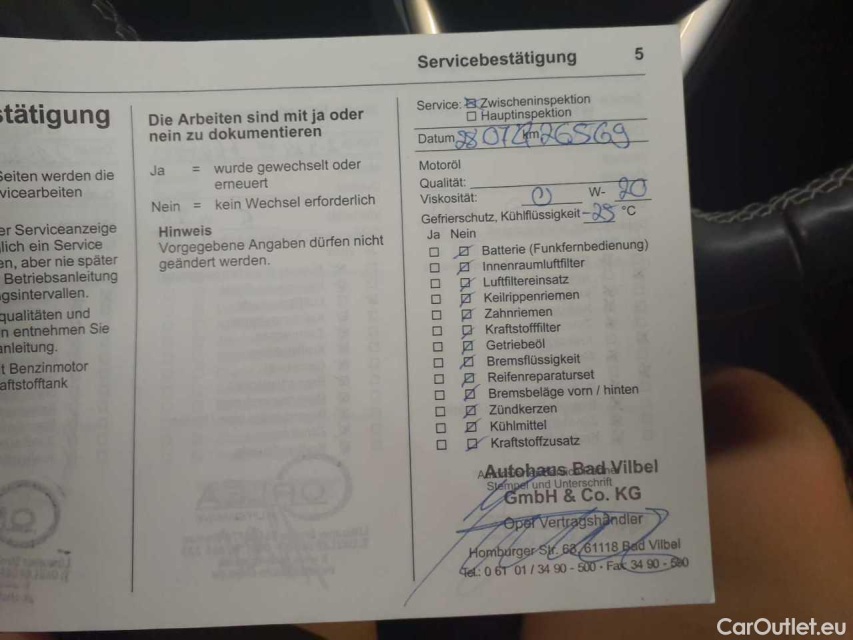 Servicebestätigung 5
stätigung
Seiten werden die
vicearbeiten
er Serviceanzeige
lich ein Service
en, aber nie später
Betriebsanleitung
gsintervallen.
qualitäten und
n entnehmen Sie
anleitung.
t Benzinmotor
aftstofftank
Die Arbeiten sind mit ja oder
nein zu dokumentieren
Ja = wurde gewechselt oder
erneuert
Nein = kein Wechsel erforderlich
Hinweis
Vorgegebene Angaben dürfen nicht
geändert werden.
Service: Zwischeninspektion
Hauptinspektion
Datum km 26569
Motoröl
Qualität:
Viskosität: 0 W- 20
Gefrierschutz, Kühlflüssigkeit -25 °C
Ja Nein
Batterie (Funkfernbedienung)
Innenraumluftfilter
Luftfiltereinsatz
Keilrippenriemen
Zahnriemen
Kraftstofffilter
Getriebeöl
Bremsflüssigkeit
Reifenreparaturset
Bremsbeläge vorn / hinten
Zündkerzen
Kühlmittel
Kraftstoffzusatz
Autohaus Bad Vilbel
Stempel und Unterschrift
GmbH & Co. KG
Opel Vertragshändler
Homburger Str. 63, 61118 Bad Vilbel
Tel.: 0 61 01 / 34 90 - 500 · Fax: 34 90 - 590
CarOutlet.eu